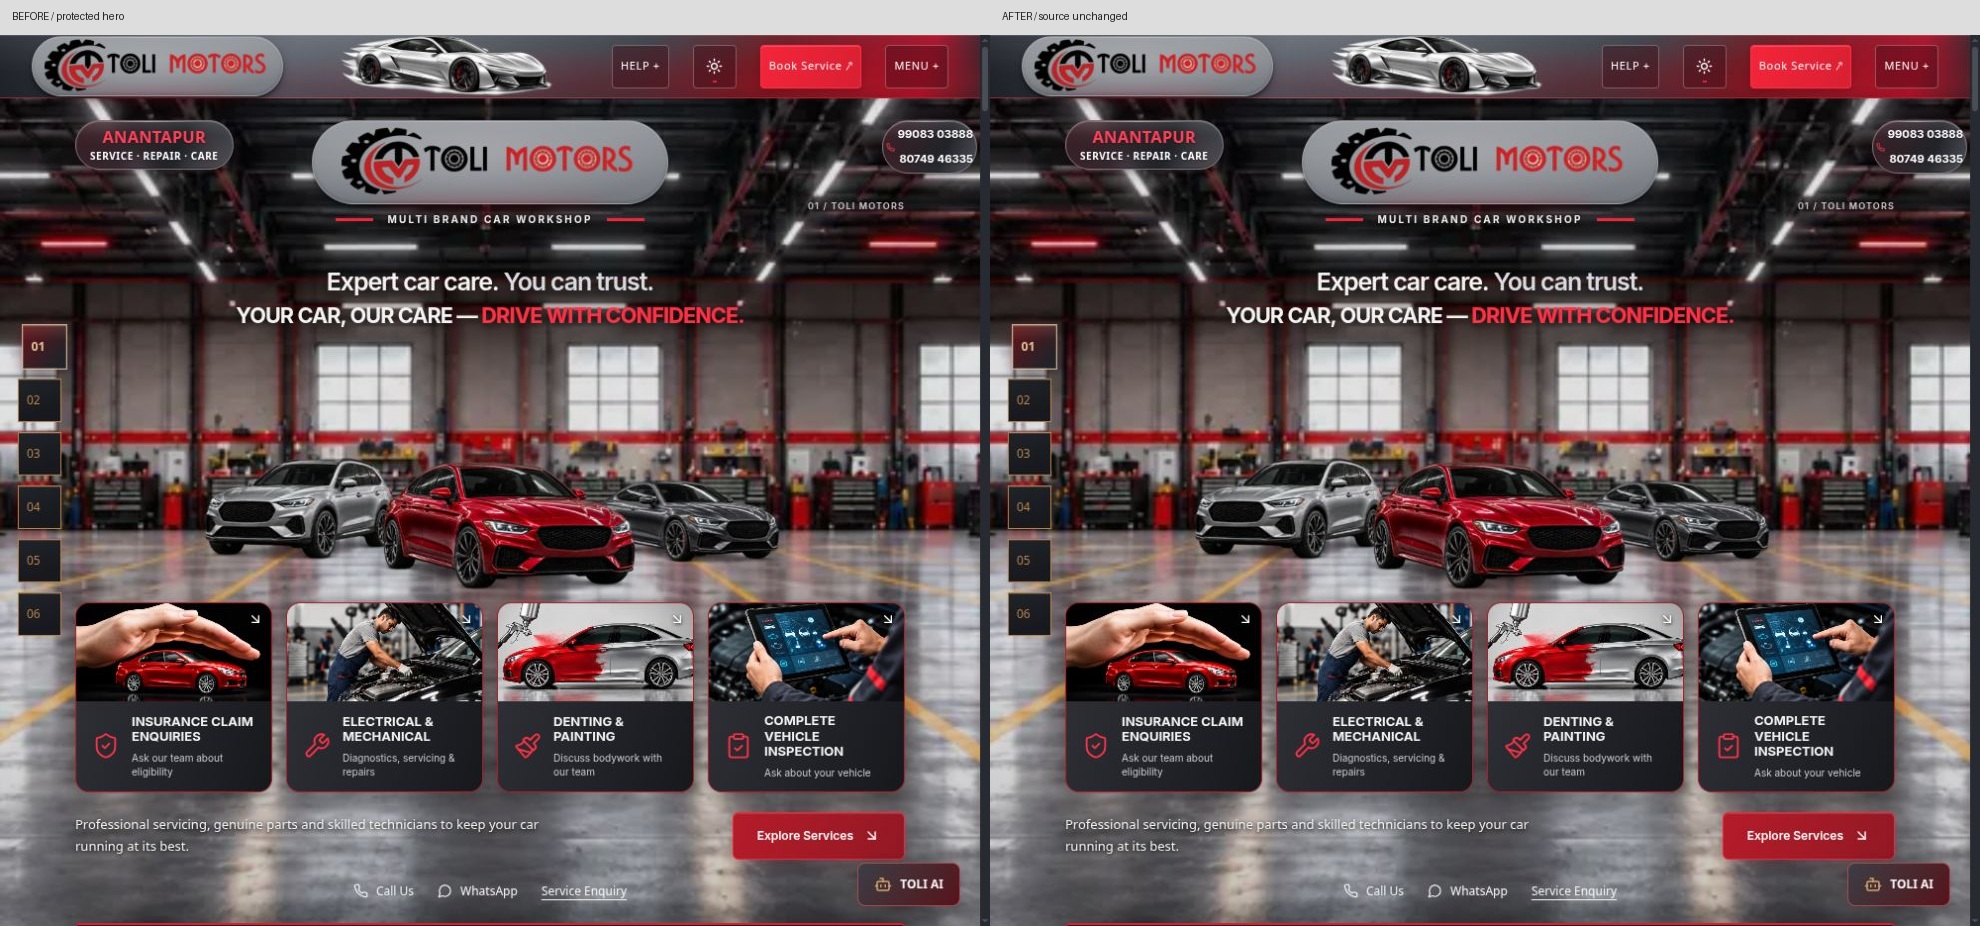 BEFORE / protected hero
TOLI MOTORS
HELP +
Book Service ↗
MENU +
ANANTAPUR
SERVICE · REPAIR · CARE
TOLI MOTORS
MULTI BRAND CAR WORKSHOP
99083 03888
80749 46335
01 / TOLI MOTORS
Expert car care. You can trust.
YOUR CAR, OUR CARE — DRIVE WITH CONFIDENCE.
01
02
03
04
05
06
INSURANCE CLAIM
ENQUIRIES
Ask our team about
eligibility
ELECTRICAL &
MECHANICAL
Diagnostics, servicing &
repairs
DENTING &
PAINTING
Discuss bodywork with
our team
COMPLETE
VEHICLE
INSPECTION
Ask about your vehicle
Professional servicing, genuine parts and skilled technicians to keep your car
running at its best.
Explore Services
Call Us
WhatsApp
Service Enquiry
TOLI AI
AFTER / source unchanged
TOLI MOTORS
HELP +
Book Service ↗
MENU +
ANANTAPUR
SERVICE · REPAIR · CARE
TOLI MOTORS
MULTI BRAND CAR WORKSHOP
99083 03888
80749 46335
01 / TOLI MOTORS
Expert car care. You can trust.
YOUR CAR, OUR CARE — DRIVE WITH CONFIDENCE.
01
02
03
04
05
06
INSURANCE CLAIM
ENQUIRIES
Ask our team about
eligibility
ELECTRICAL &
MECHANICAL
Diagnostics, servicing &
repairs
DENTING &
PAINTING
Discuss bodywork with
our team
COMPLETE
VEHICLE
INSPECTION
Ask about your vehicle
Professional servicing, genuine parts and skilled technicians to keep your car
running at its best.
Explore Services
Call Us
WhatsApp
Service Enquiry
TOLI AI